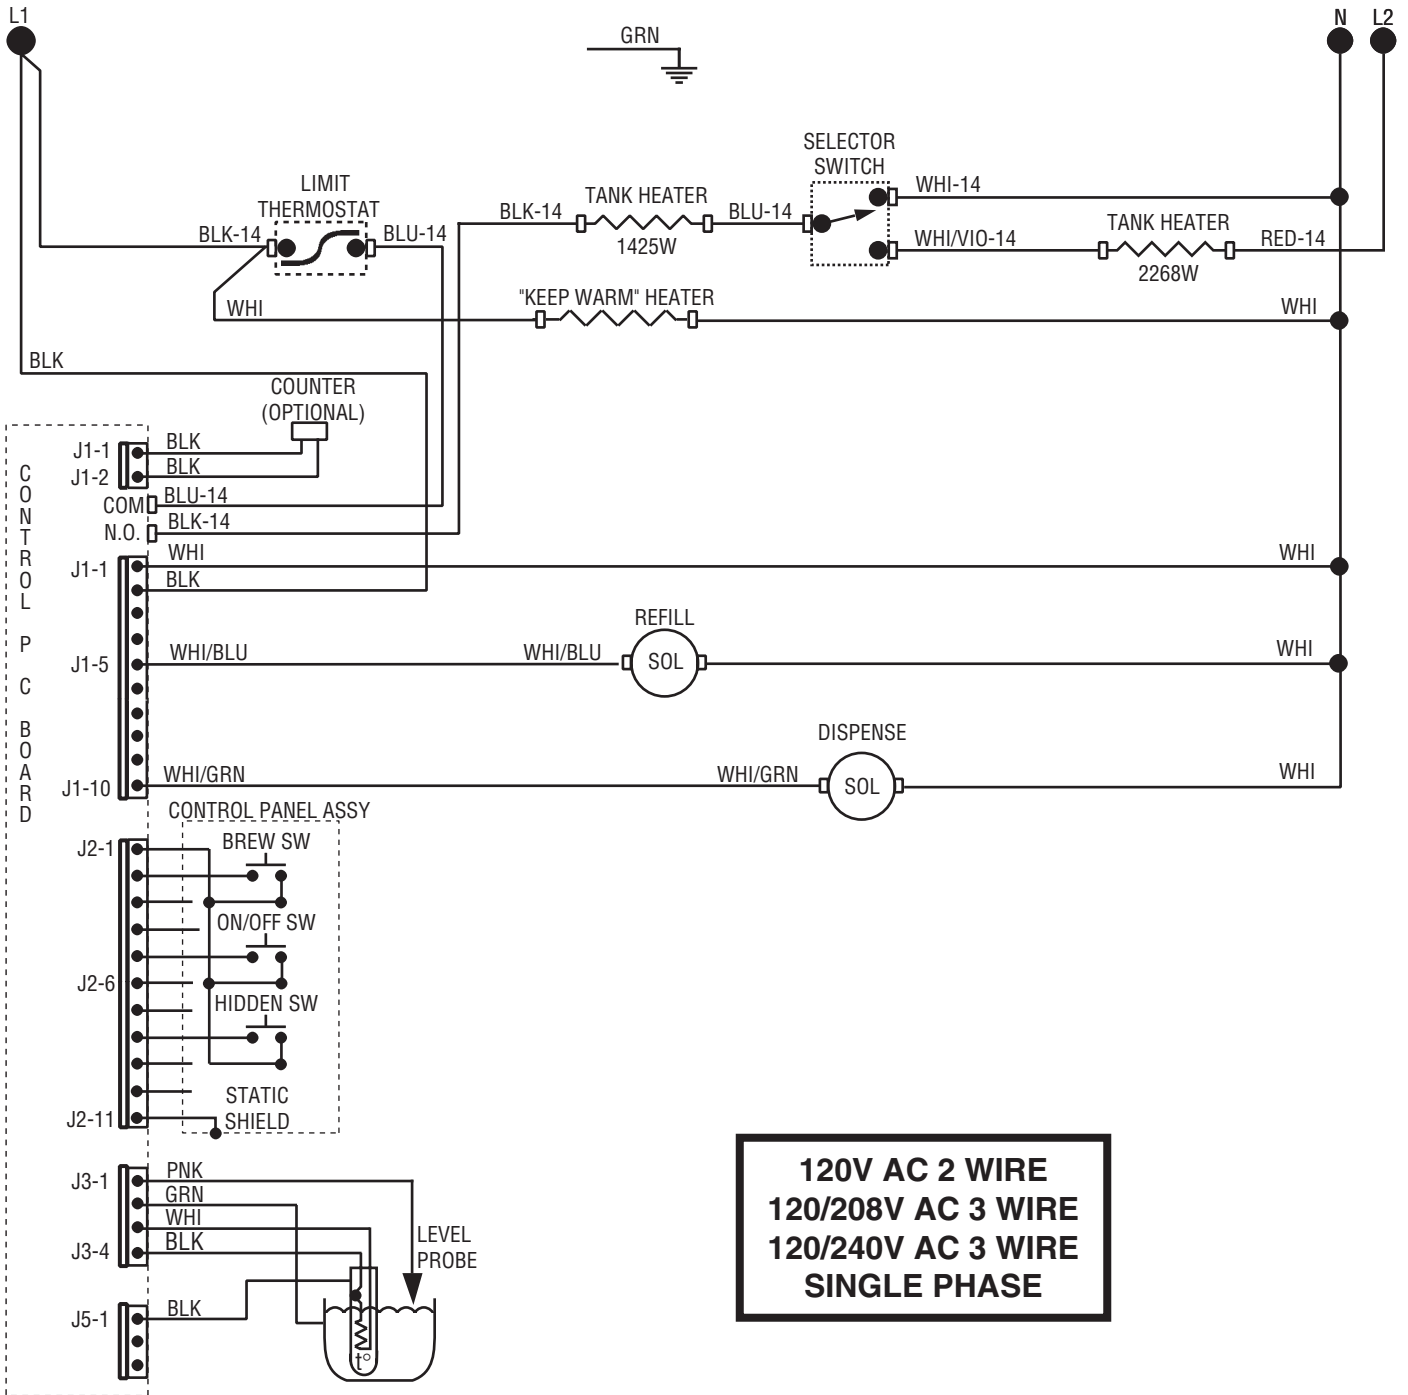 L1
N L2
GRN
SELECTOR
SWITCH
LIMIT
THERMOSTAT
TANK HEATER
WHI-14
BLK-14
BLU-14
BLK-14
BLU-14
1425W
TANK HEATER
WHI/VIO-14
RED-14
2268W
"KEEP WARM" HEATER
WHI
WHI
BLK
COUNTER
(OPTIONAL)
CONTROL P C BOARD
J1-1
BLK
J1-2
BLK
COM
BLU-14
N.O.
BLK-14
WHI
WHI
J1-1
BLK
REFILL
J1-5
WHI/BLU
WHI/BLU
SOL
WHI
DISPENSE
J1-10
WHI/GRN
WHI/GRN
SOL
WHI
CONTROL PANEL ASSY
J2-1
BREW SW
ON/OFF SW
J2-6
HIDDEN SW
STATIC
SHIELD
J2-11
J3-1
PNK
GRN
WHI
J3-4
BLK
LEVEL
PROBE
J5-1
BLK
t°
120V AC 2 WIRE
120/208V AC 3 WIRE
120/240V AC 3 WIRE
SINGLE PHASE